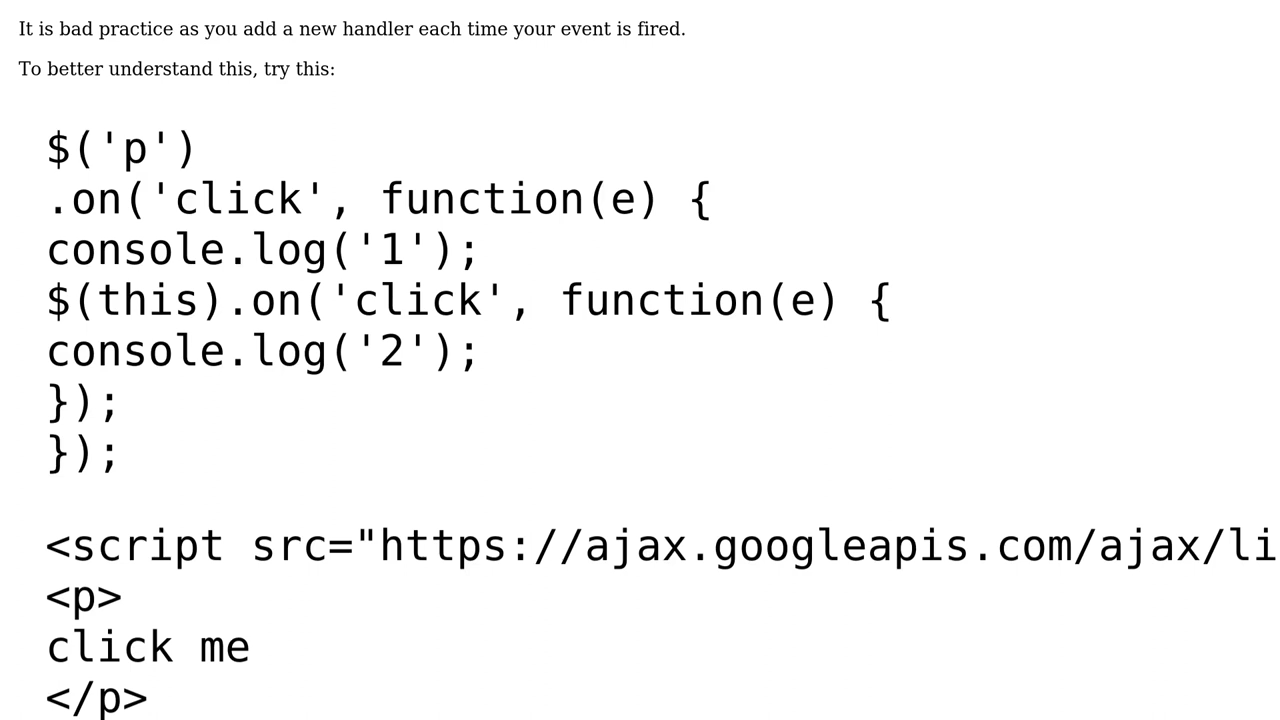 It is bad practice as you add a new handler each time your event is fired.
To better understand this, try this:
$('p')
.on('click', function(e) {
console.log('1');
$(this).on('click', function(e) {
console.log('2');
});
});
<script src="https://ajax.googleapis.com/ajax/li
<p>
click me
</p>